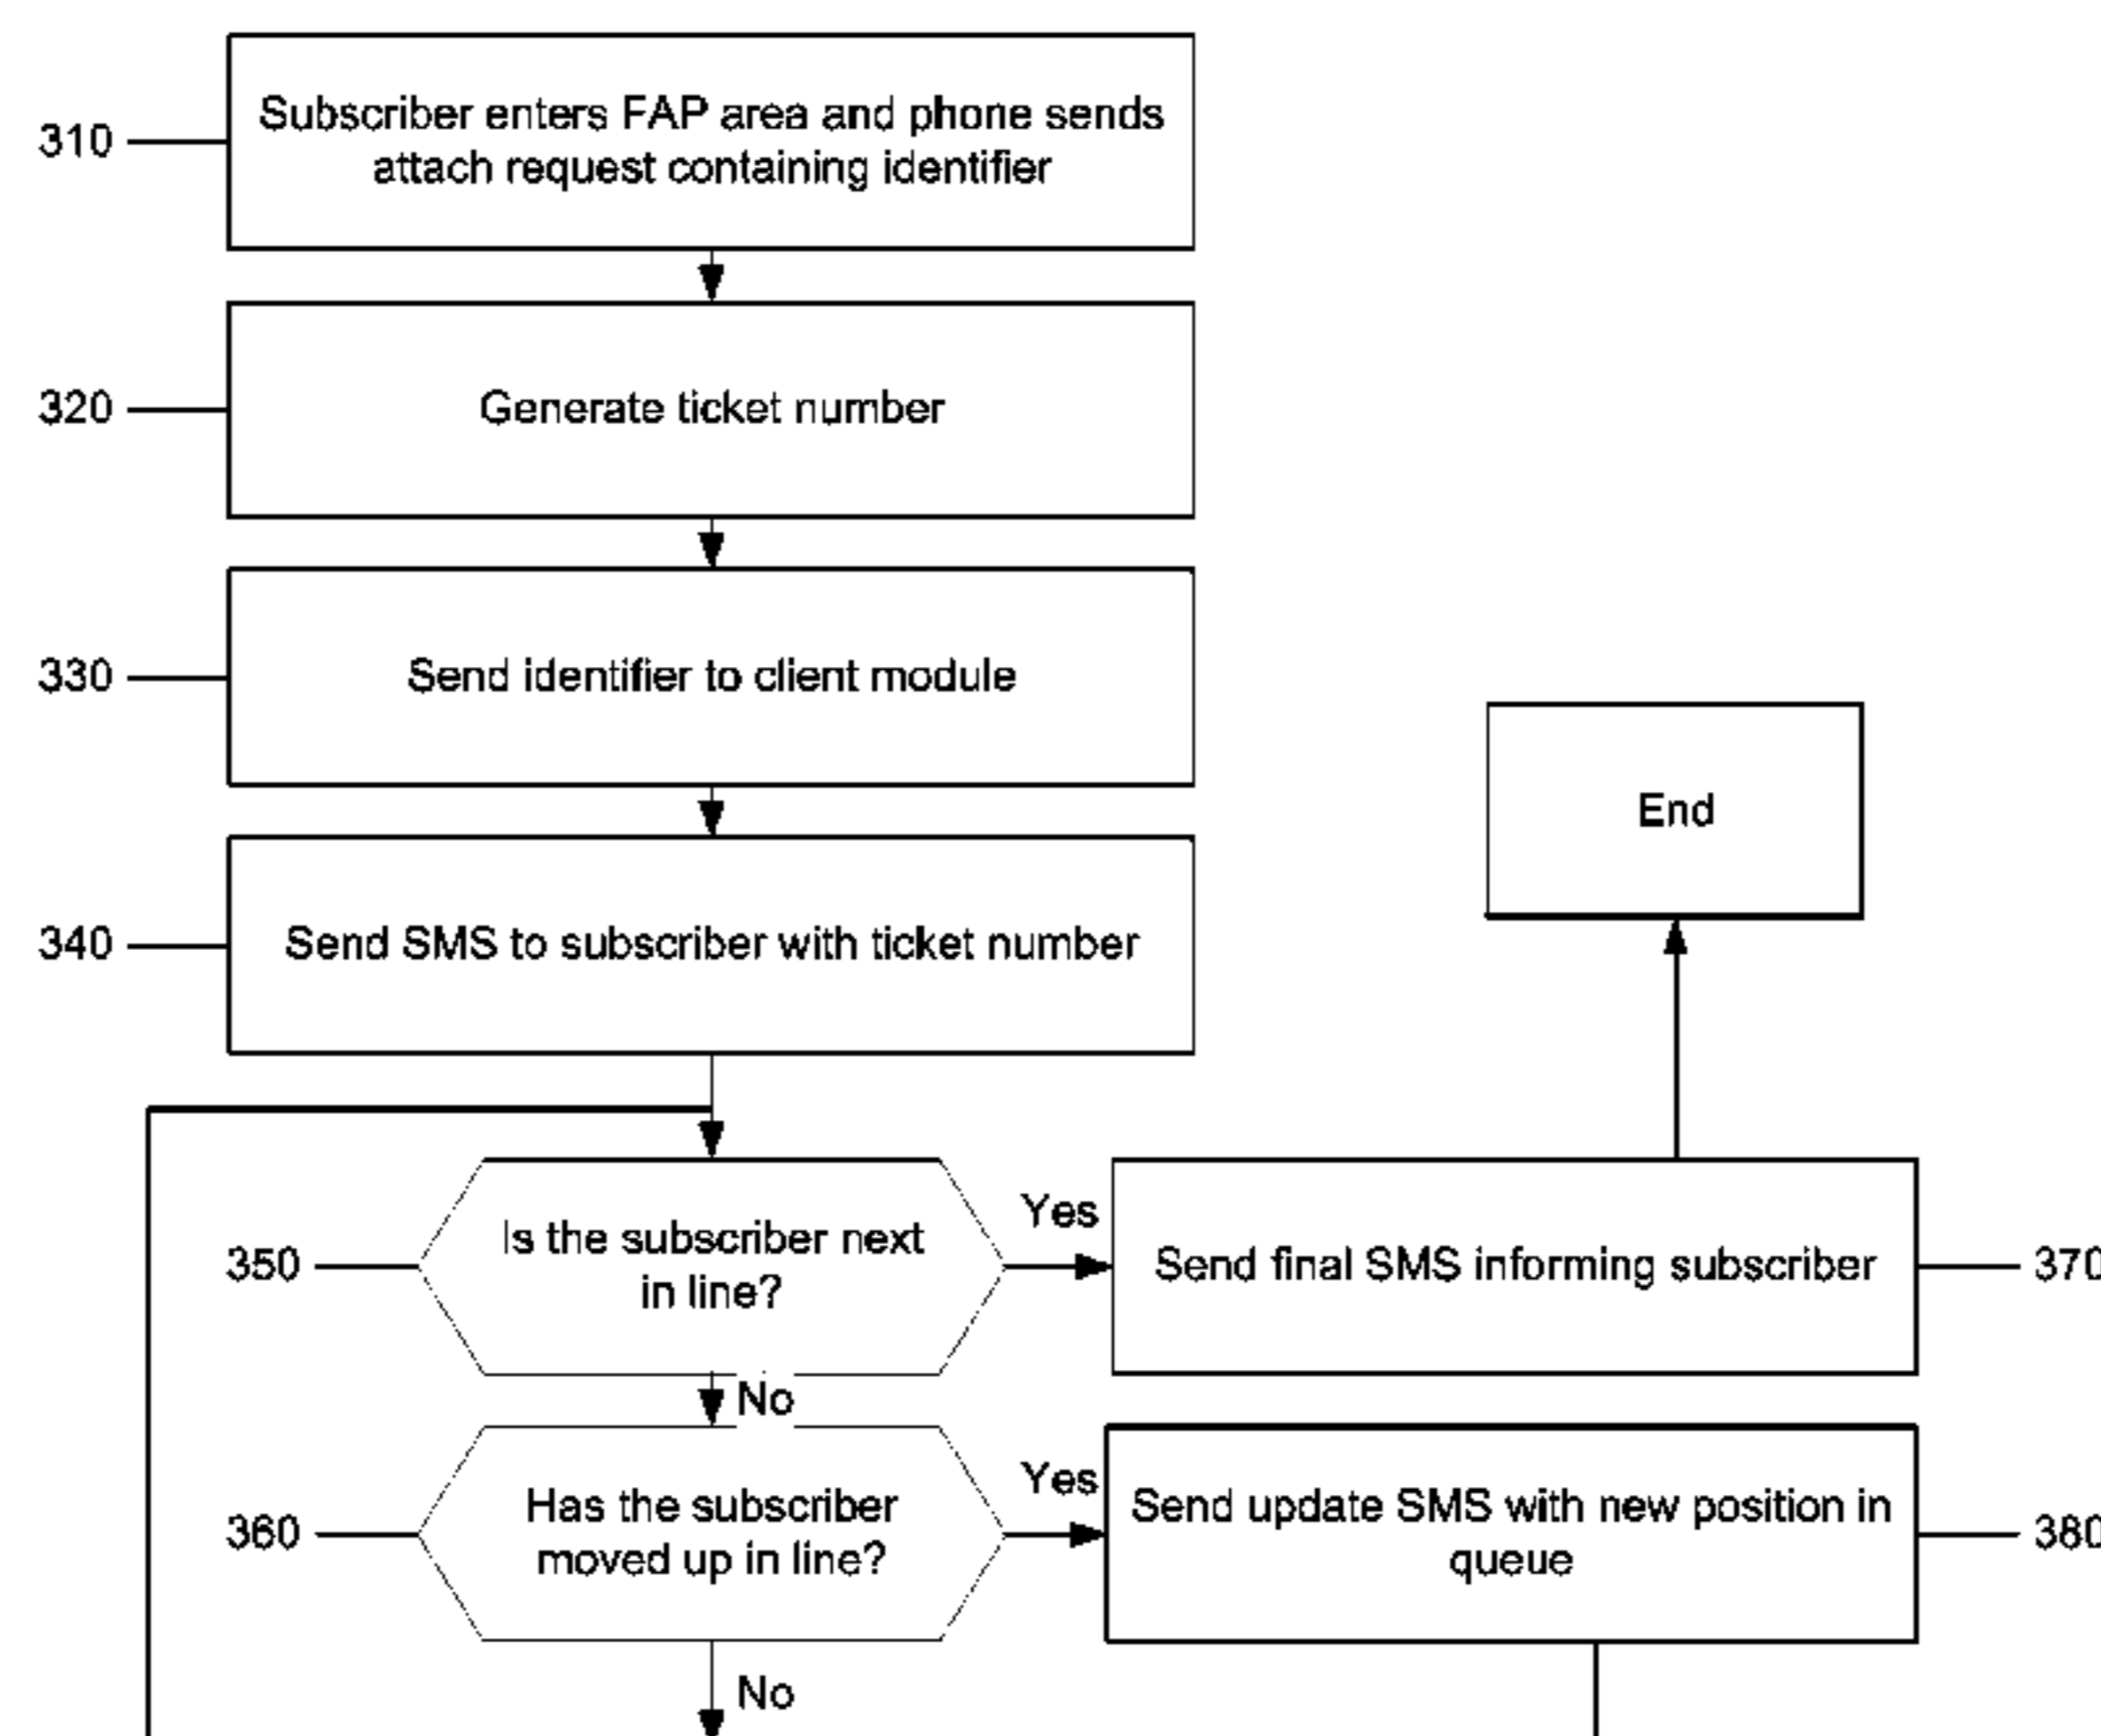 310
Subscriber enters FAP area and phone sends
attach request containing identifier
320
Generate ticket number
330
Send identifier to client module
End
340
Send SMS to subscriber with ticket number
350
Is the subscriber next
in line?
Yes
Send final SMS informing subscriber
370
No
360
Has the subscriber
moved up in line?
Yes
Send update SMS with new position in
queue
380
No